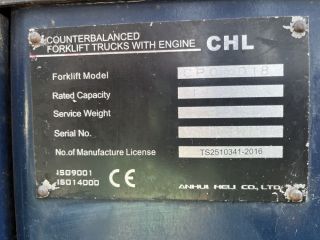 COUNTERBALANCED
FORKLIFT TRUCKS WITH ENGINE CHL
Forklift Model
Rated Capacity
Service Weight
Serial No.
No.of Manufacture License TS2510341-2016
ISO9001
ISO14000 CE ANHUI HELI CO.,LTD.